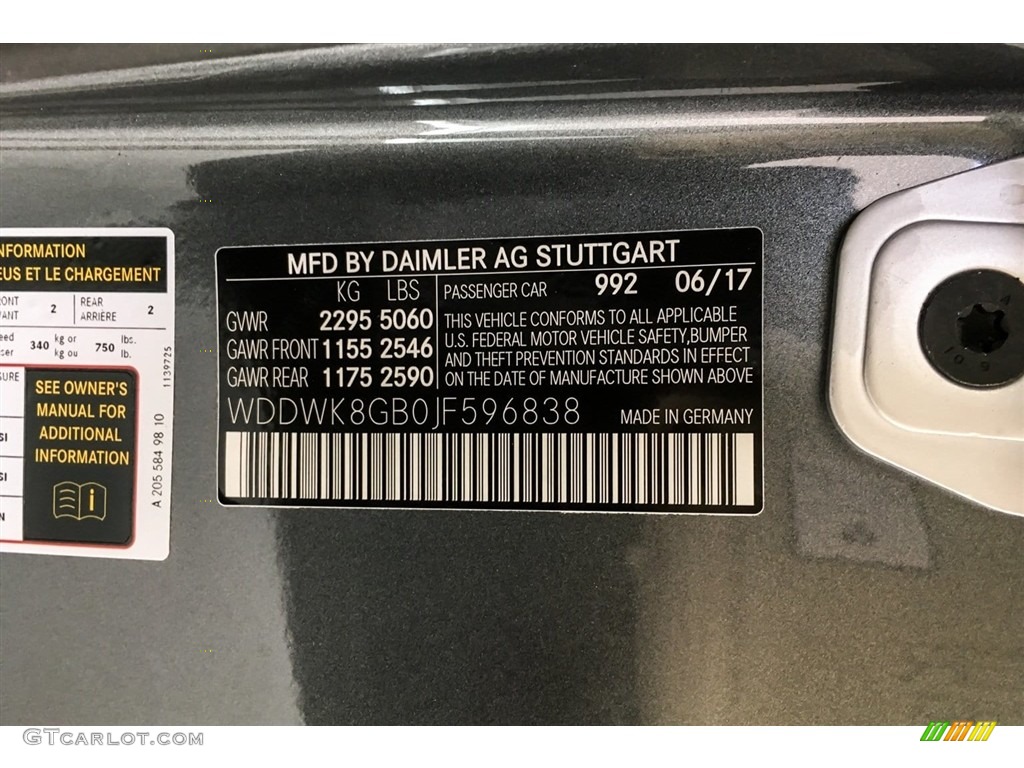 NFORMATION
EUS ET LE CHARGEMENT
2
REAR
ARRIÈRE
2
340
kg or
kg ou
750
lbs.
lb.
SEE OWNER'S
MANUAL FOR
ADDITIONAL
INFORMATION
i
A 205 584 98 10
1139725
MFD BY DAIMLER AG STUTTGART
KG LBS
GVWR 2295 5060
GAWR FRONT 1155 2546
GAWR REAR 1175 2590
PASSENGER CAR 992 06/17
THIS VEHICLE CONFORMS TO ALL APPLICABLE
U.S. FEDERAL MOTOR VEHICLE SAFETY,BUMPER
AND THEFT PREVENTION STANDARDS IN EFFECT
ON THE DATE OF MANUFACTURE SHOWN ABOVE
WDDWK8GB0JF596838 MADE IN GERMANY
GTcarlot.com